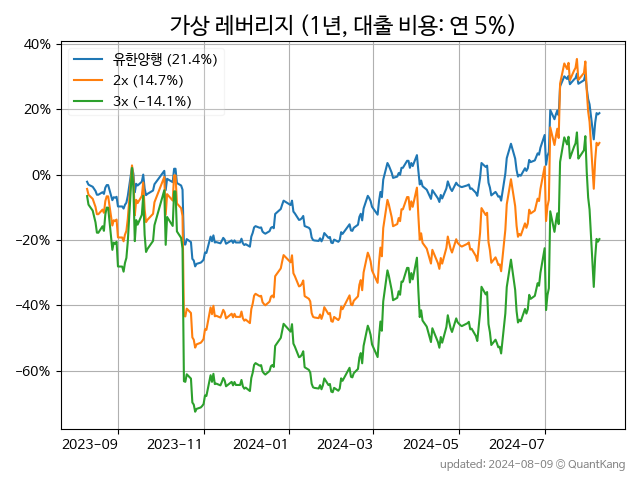 가상 레버리지 (1년, 대출 비용: 연 5%)
유한양행 (21.4%)
2x (14.7%)
3x (−14.1%)
40%
20%
0%
−20%
−40%
−60%
2023-09
2023-11
2024-01
2024-03
2024-05
2024-07
updated: 2024-08-09 © QuantKang